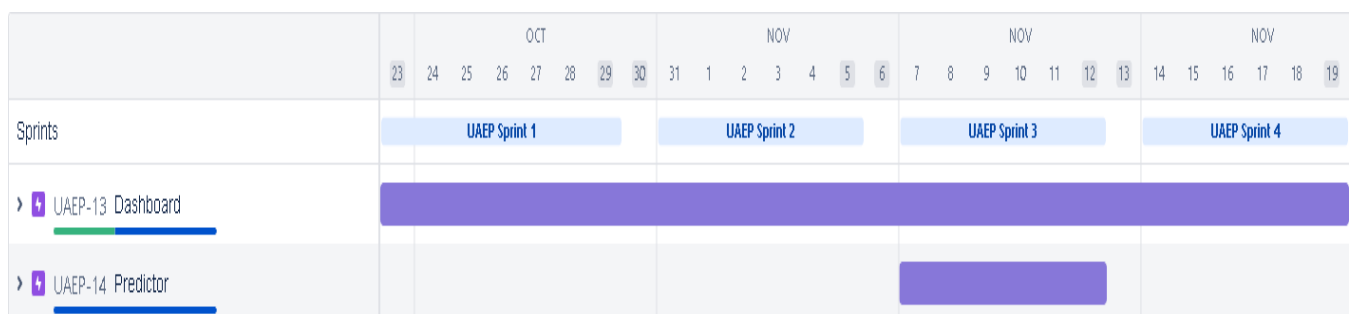 OCT NOV NOV NOV
23 24 25 26 27 28 29 30 31 1 2 3 4 5 6 7 8 9 10 11 12 13 14 15 16 17 18 19
Sprints UAEP Sprint 1 UAEP Sprint 2 UAEP Sprint 3 UAEP Sprint 4
UAEP-13 Dashboard
UAEP-14 Predictor